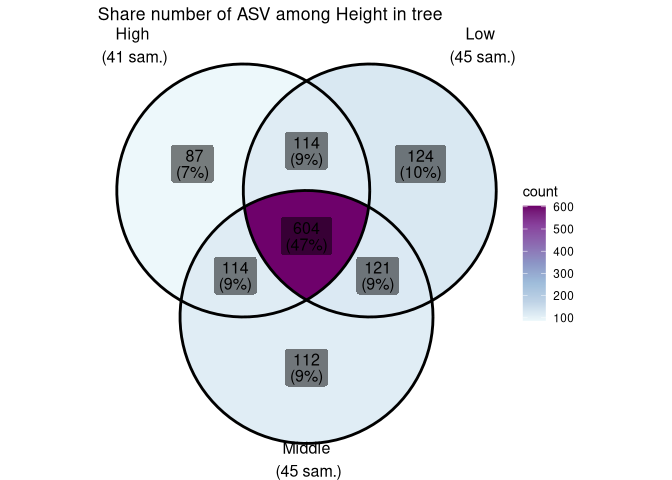 Share number of ASV among Height in tree
High
(41 sam.)
Low
(45 sam.)
114
(9%)
87
(7%)
124
(10%)
604
(47%)
114
(9%)
121
(9%)
112
(9%)
Middle
(45 sam.)
count
600
500
400
300
200
100